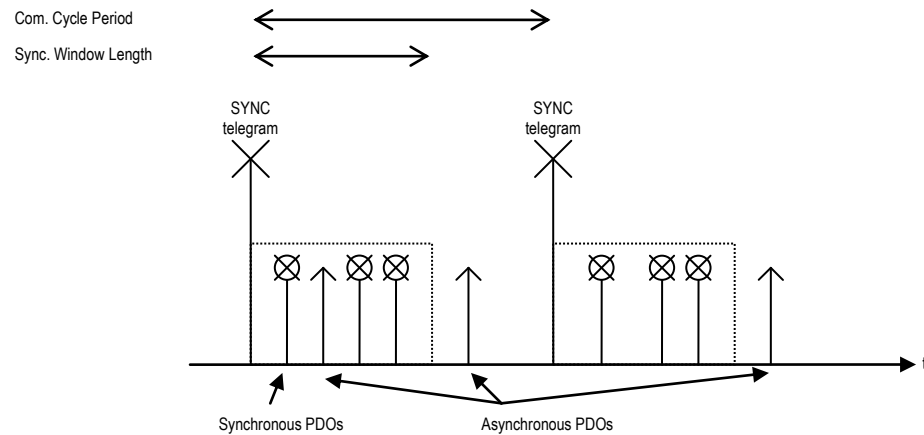 Com. Cycle Period
Sync. Window Length
SYNC
telegram
SYNC
telegram
t
Synchronous PDOs
Asynchronous PDOs